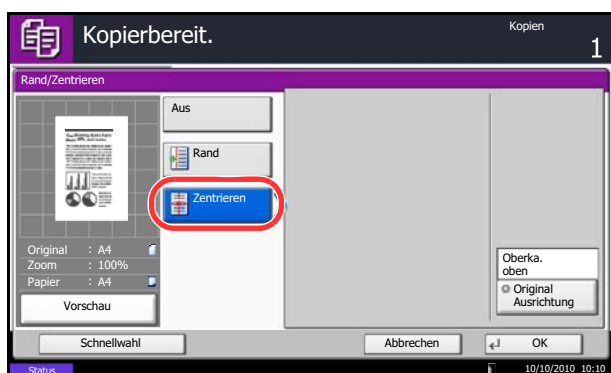 Kopierbereit.
Kopien
1
Rand/Zentrieren
Aus
Rand
Zentrieren
Original : A4
Zoom : 100%
Papier : A4
Vorschau
Oberka.
oben
Original
Ausrichtung
Schnellwahl
Abbrechen
OK
Status
10/10/2010 10:10